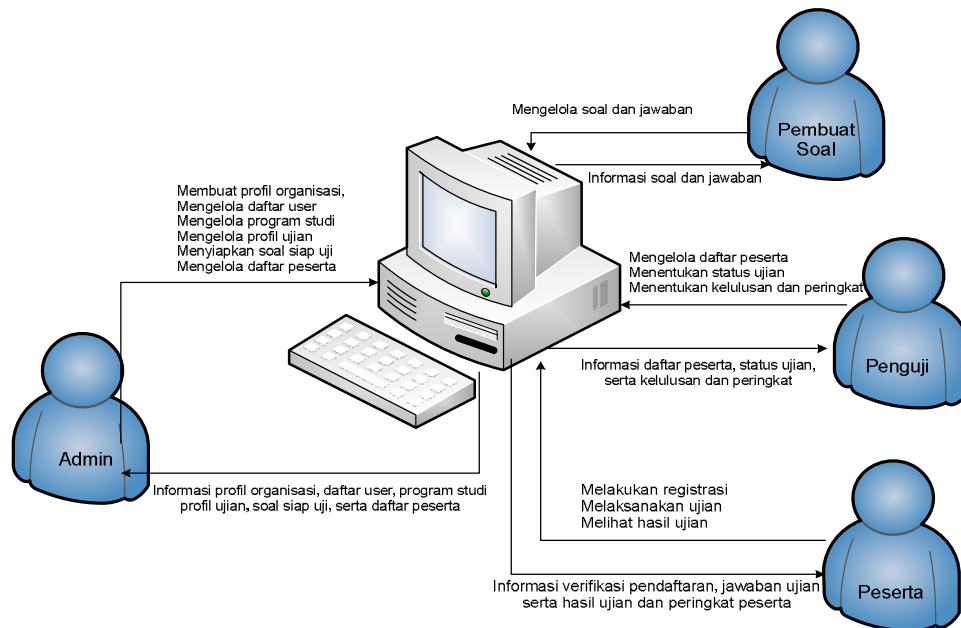 Mengelola soal dan jawaban
Pembuat
Soal
Informasi soal dan jawaban
Membuat profil organisasi,
Mengelola daftar user
Mengelola program studi
Mengelola profil ujian
Menyiapkan soal siap uji
Mengelola daftar peserta
Mengelola daftar peserta
Menentukan status ujian
Menentukan kelulusan dan peringkat
Penguji
Informasi daftar peserta, status ujian,
serta kelulusan dan peringkat
Admin
Informasi profil organisasi, daftar user, program studi
profil ujian, soal siap uji, serta daftar peserta
Melakukan registrasi
Melaksanakan ujian
Melihat hasil ujian
Peserta
Informasi verifikasi pendaftaran, jawaban ujian
serta hasil ujian dan peringkat peserta